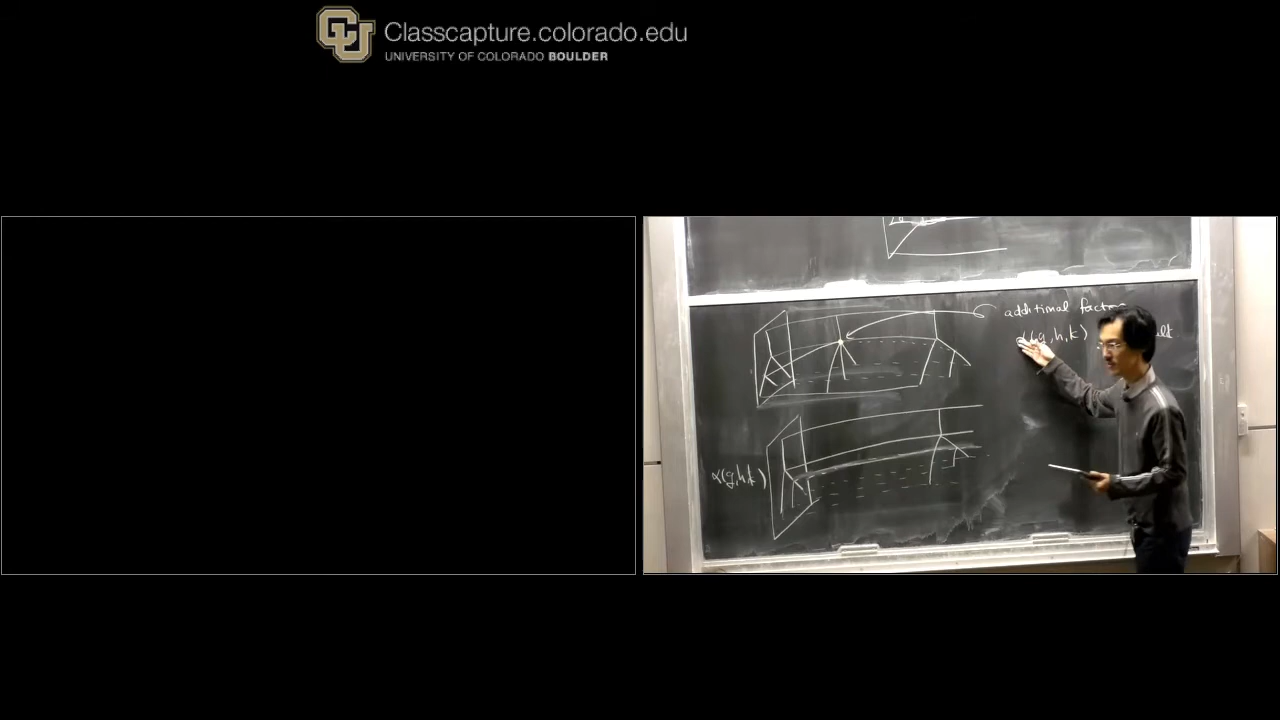 Classcapture.colorado.edu
UNIVERSITY OF COLORADO BOULDER
additional factor
α(g,h,k)
α(g,h,k)